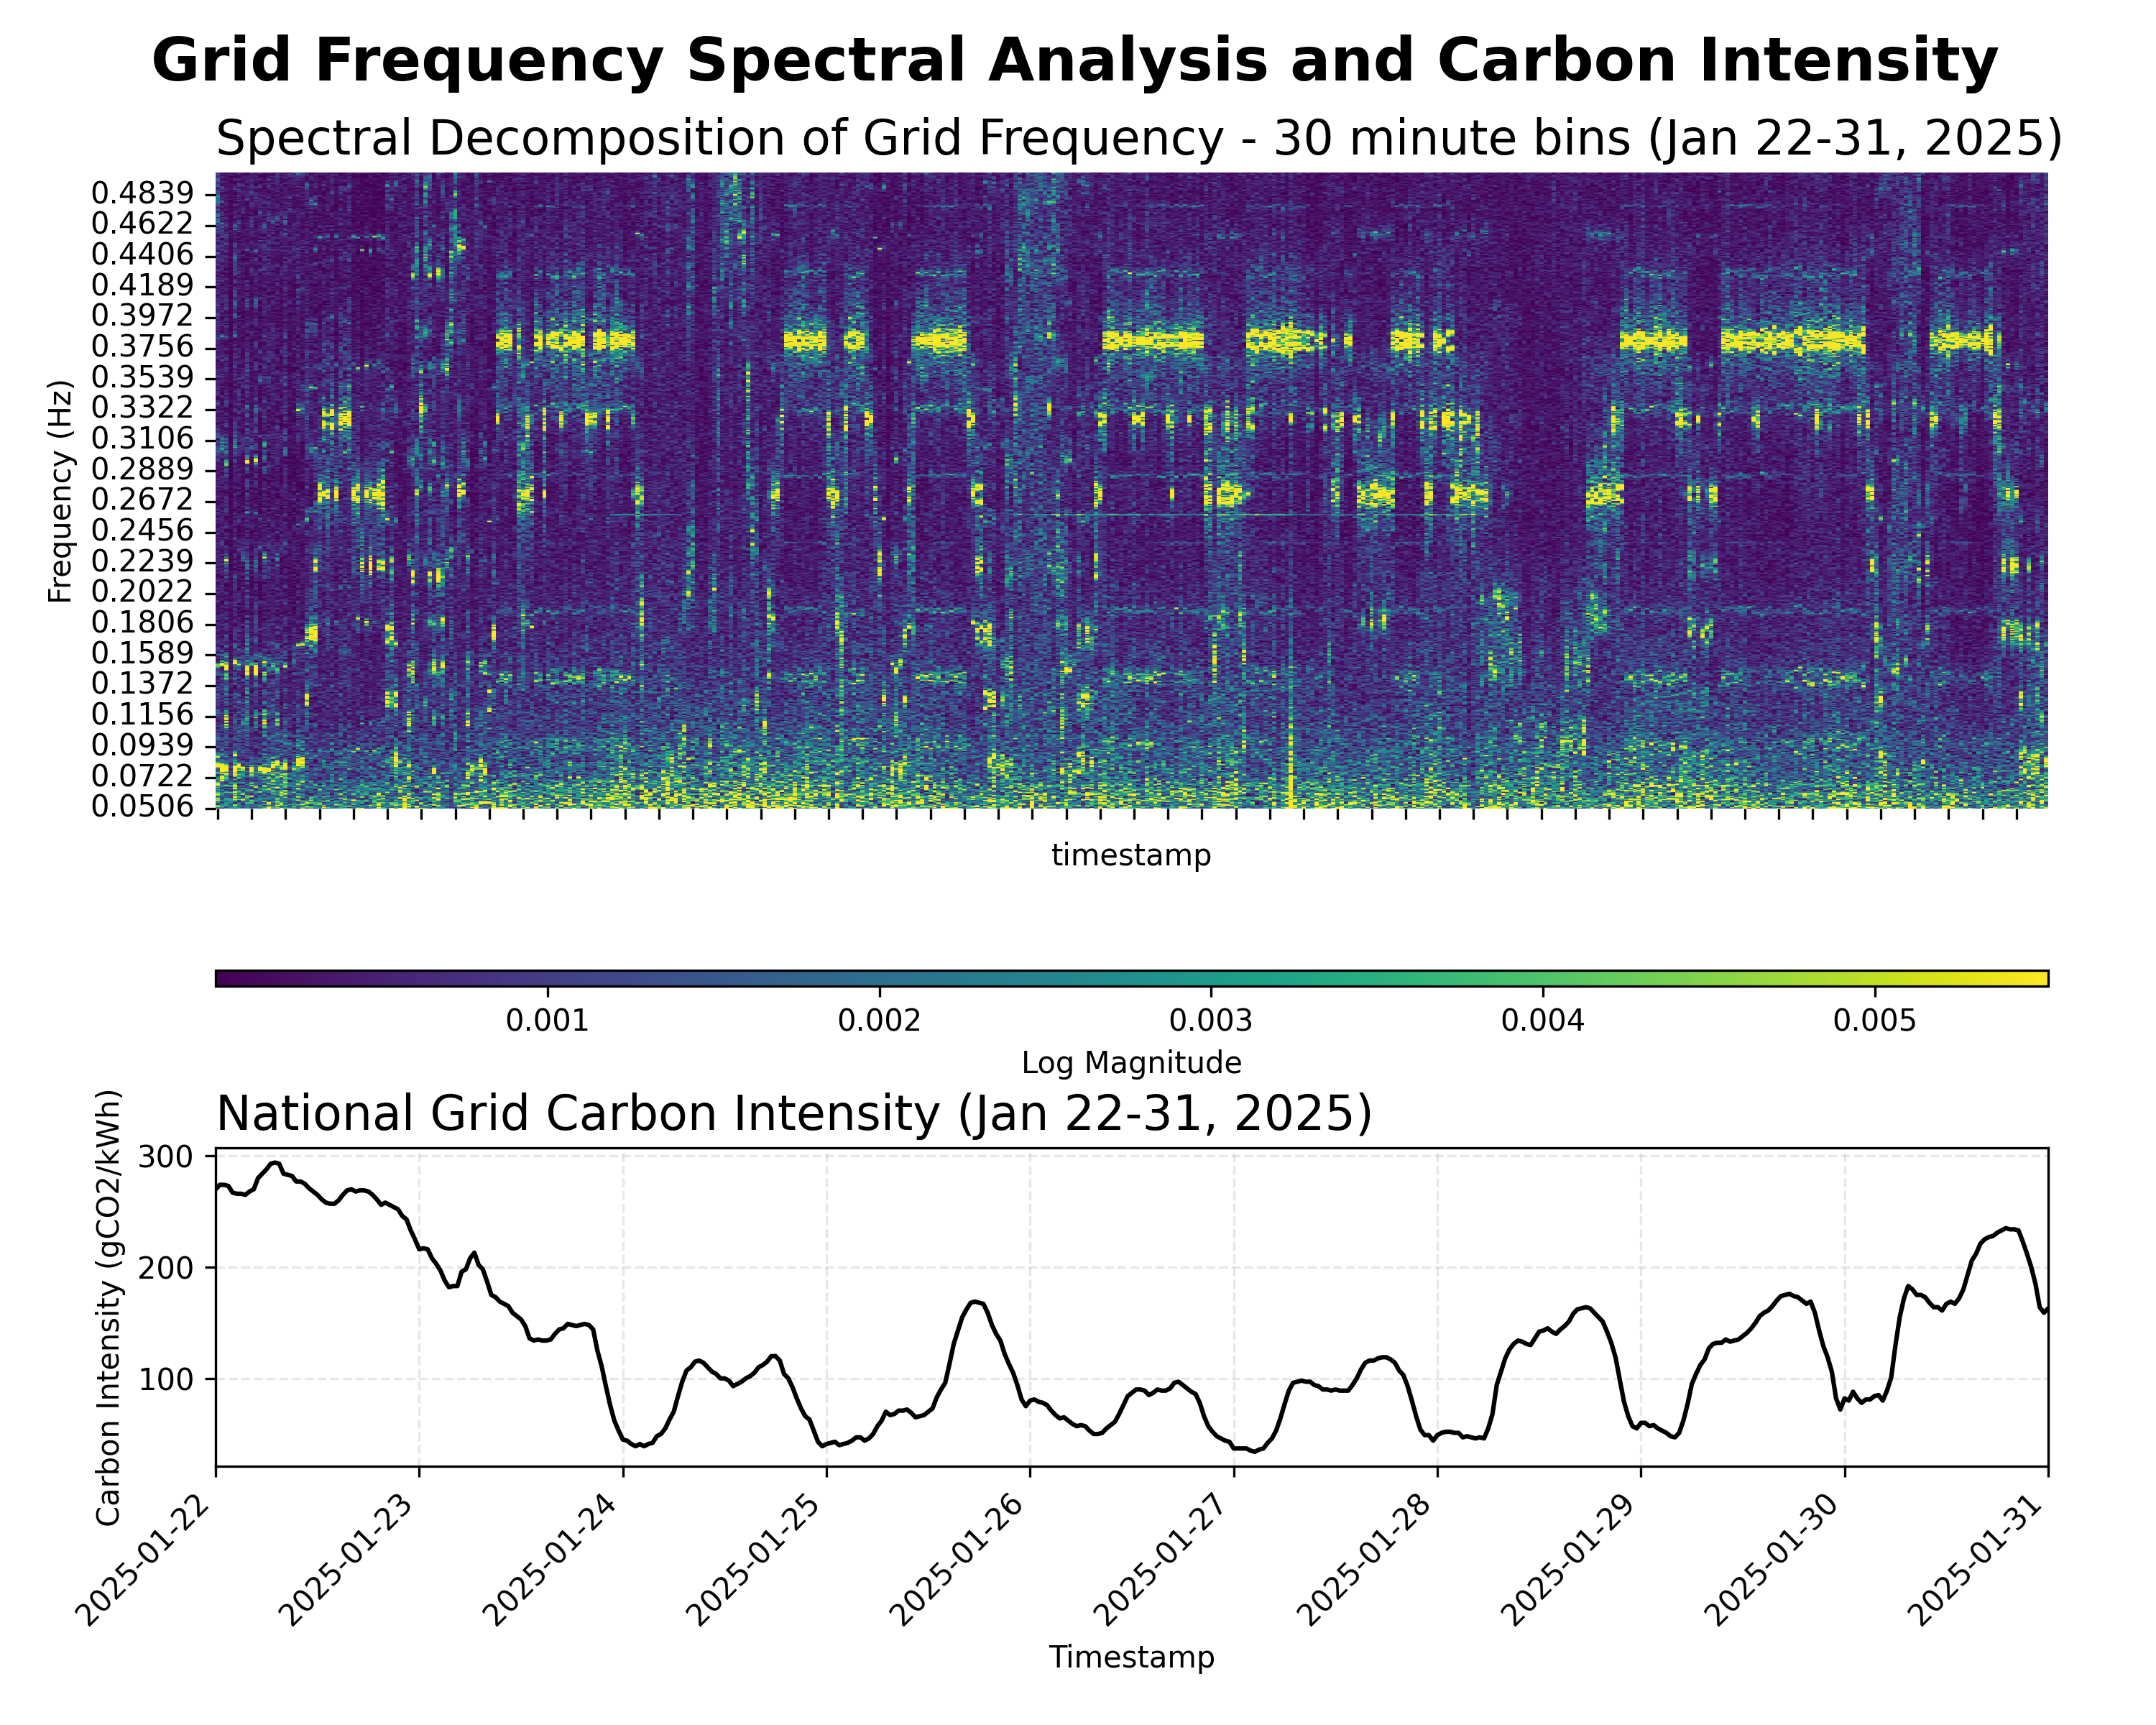 Grid Frequency Spectral Analysis and Carbon Intensity
Spectral Decomposition of Grid Frequency - 30 minute bins (Jan 22-31, 2025)
Frequency (Hz)
0.4839
0.4622
0.4406
0.4189
0.3972
0.3756
0.3539
0.3322
0.3106
0.2889
0.2672
0.2456
0.2239
0.2022
0.1806
0.1589
0.1372
0.1156
0.0939
0.0722
0.0506
timestamp
0.001 0.002 0.003 0.004 0.005
Log Magnitude
National Grid Carbon Intensity (Jan 22-31, 2025)
Carbon Intensity (gCO2/kWh)
300
200
100
2025-01-22 2025-01-23 2025-01-24 2025-01-25 2025-01-26 2025-01-27 2025-01-28 2025-01-29 2025-01-30 2025-01-31
Timestamp